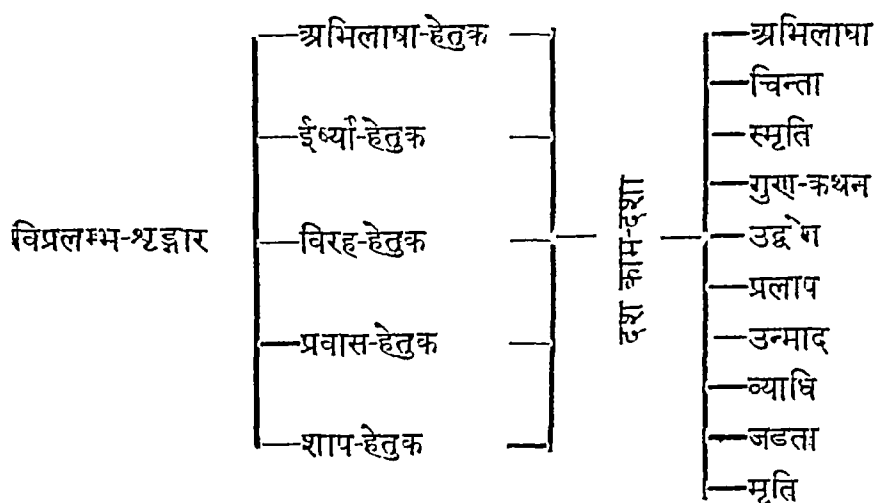 विप्रलम्भ-शृङ्गार
अभिलाषा-हेतुक
ईर्ष्या-हेतुक
विरह-हेतुक
प्रवास-हेतुक
शाप-हेतुक
दश काम-दशा
अभिलाषा
चिन्ता
स्मृति
गुण-कथन
उद्वेग
प्रलाप
उन्माद
व्याधि
जडता
मृति